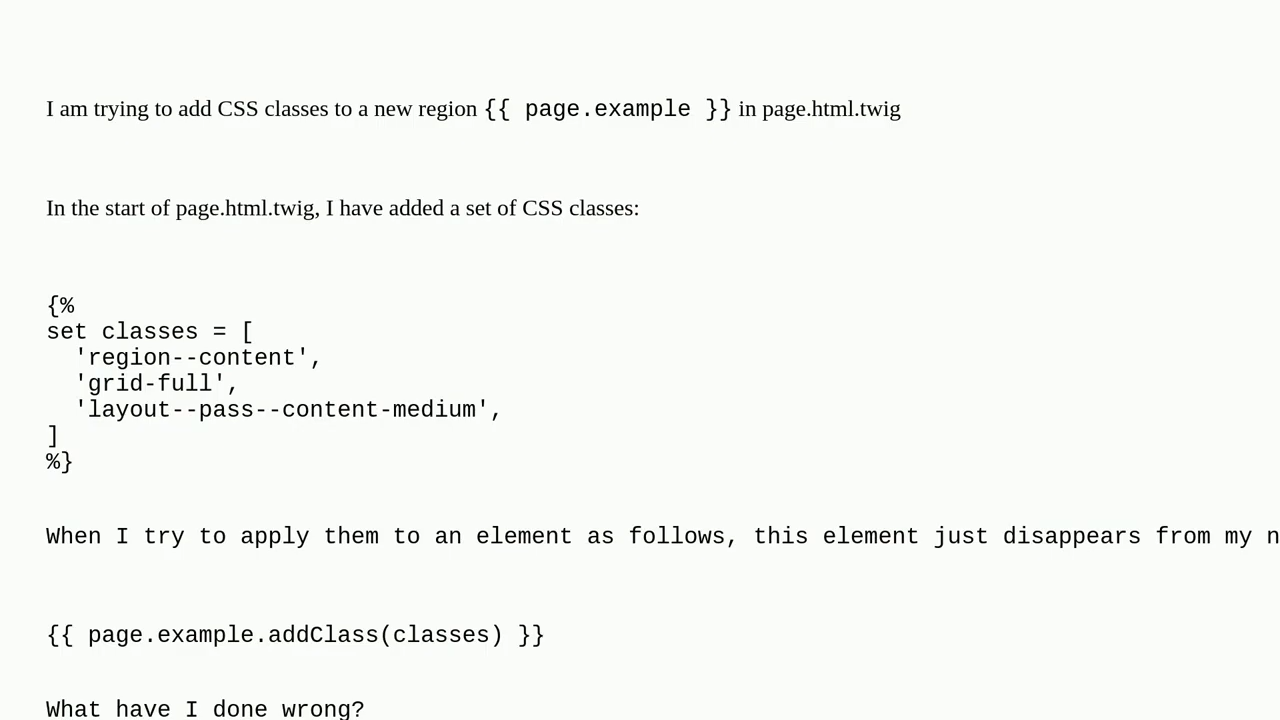 I am trying to add CSS classes to a new region {{ page.example }} in page.html.twig
In the start of page.html.twig, I have added a set of CSS classes:
{%
set classes = [
  'region--content',
  'grid-full',
  'layout--pass--content-medium',
]
%}
When I try to apply them to an element as follows, this element just disappears from my
{{ page.example.addClass(classes) }}
What have I done wrong?